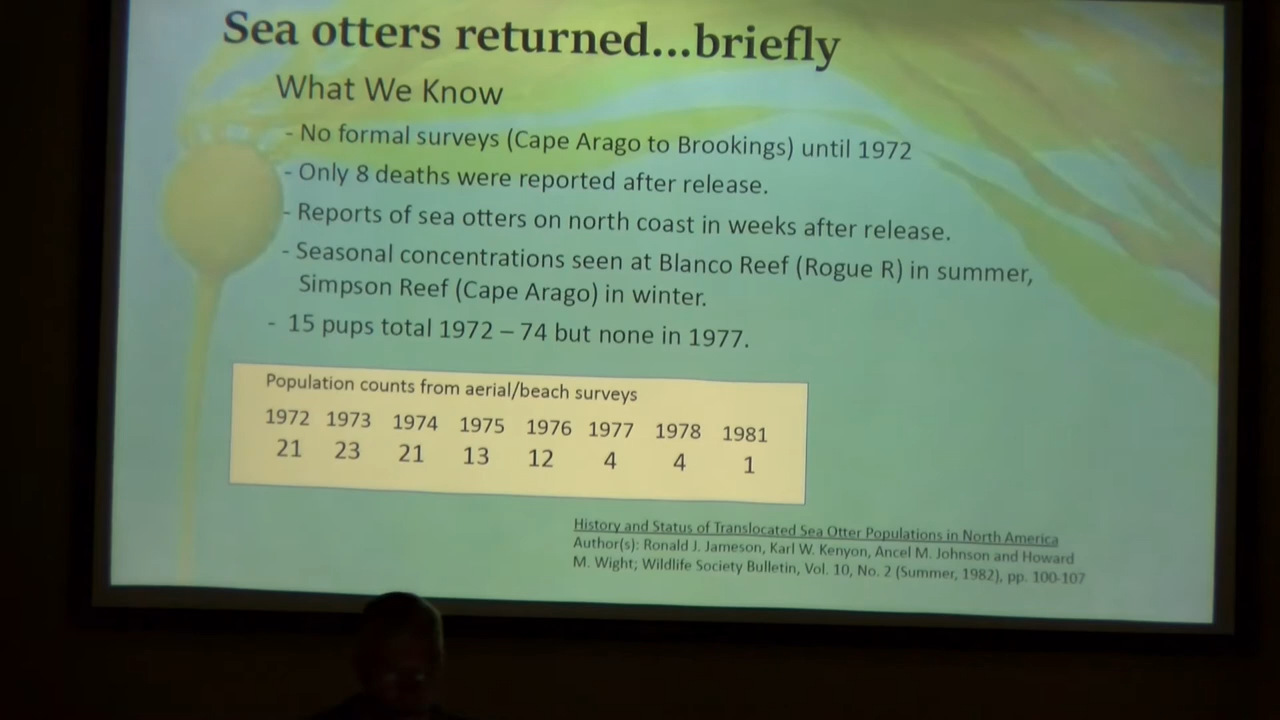 Sea otters returned...briefly
What We Know
- No formal surveys (Cape Arago to Brookings) until 1972
- Only 8 deaths were reported after release.
- Reports of sea otters on north coast in weeks after release.
- Seasonal concentrations seen at Blanco Reef (Rogue R) in summer,
Simpson Reef (Cape Arago) in winter.
- 15 pups total 1972 – 74 but none in 1977.
Population counts from aerial/beach surveys
1972 1973 1974 1975 1976 1977 1978 1981
21 23 21 13 12 4 4 1
History and Status of Translocated Sea Otter Populations in North America
Author(s): Ronald J. Jameson, Karl W. Kenyon, Ancel M. Johnson and Howard
M. Wight; Wildlife Society Bulletin, Vol. 10, No. 2 (Summer, 1982), pp. 100-107